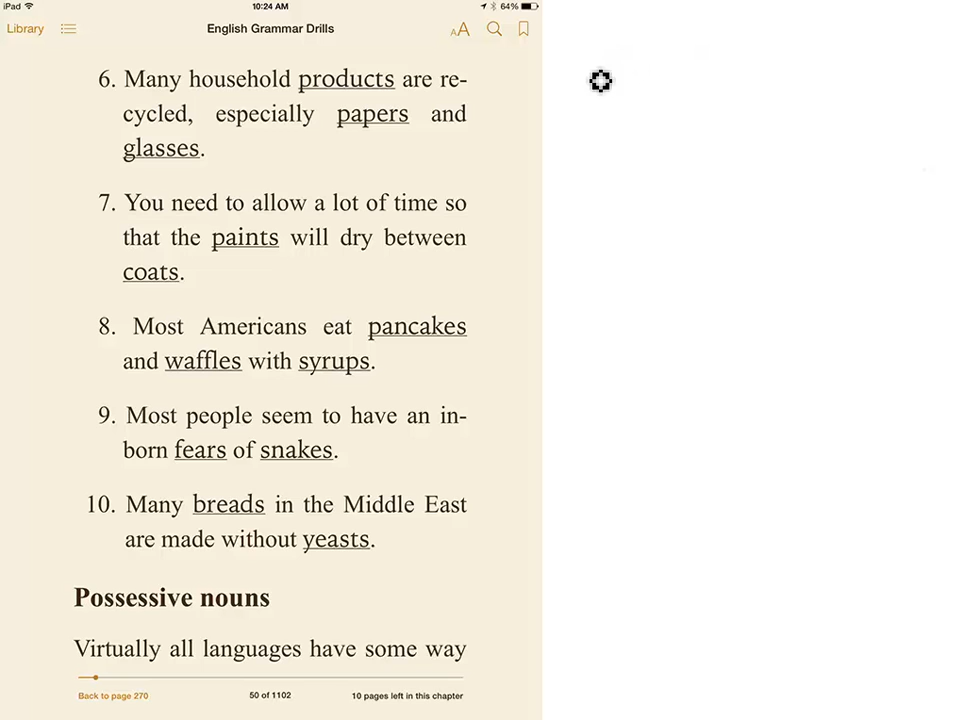 iPad 10:24 AM 64%
Library English Grammar Drills AA
6. Many household products are re-
cycled, especially papers and
glasses.
7. You need to allow a lot of time so
that the paints will dry between
coats.
8. Most Americans eat pancakes
and waffles with syrups.
9. Most people seem to have an in-
born fears of snakes.
10. Many breads in the Middle East
are made without yeasts.
Possessive nouns
Virtually all languages have some way
Back to page 270 50 of 1102 10 pages left in this chapter